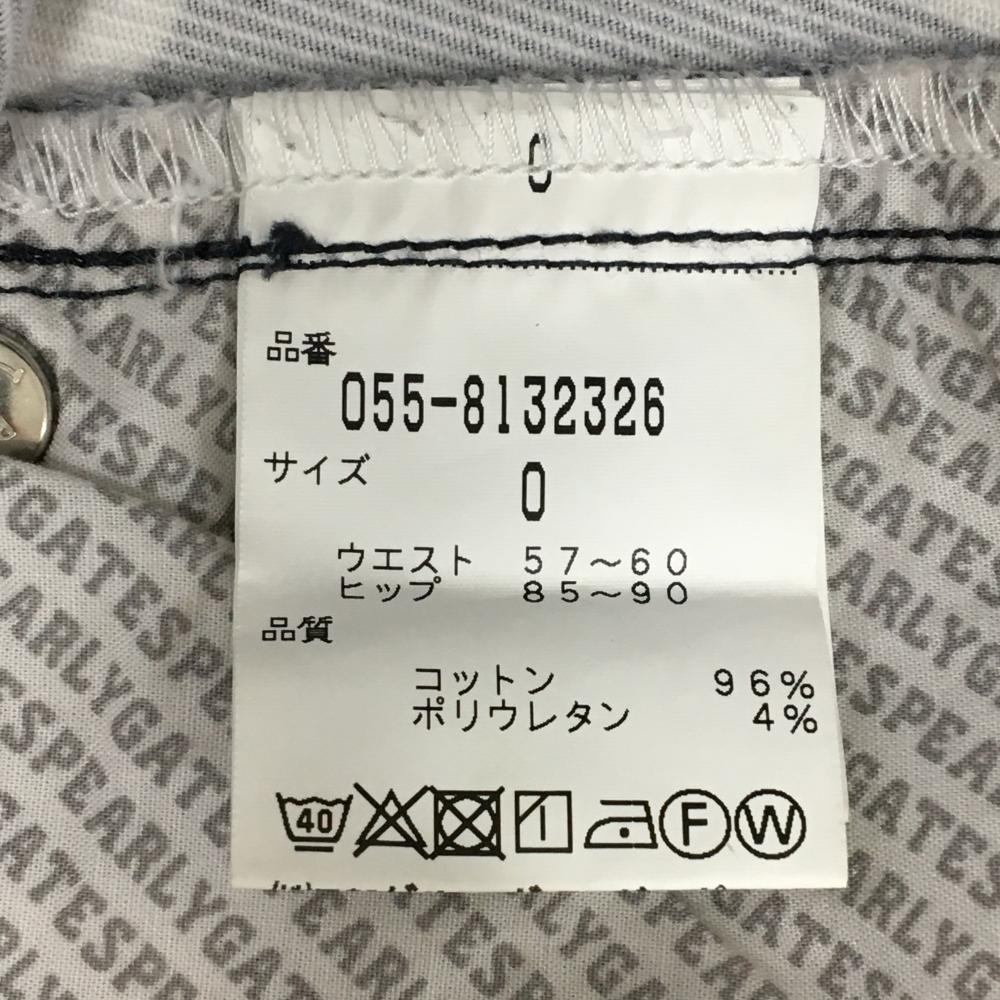 0
品番
055-8132326
サイズ
0
ウエスト 57~60
ヒップ 85~90
品質
コットン 96%
ポリウレタン 4%
40
F W
PEARLYGATES